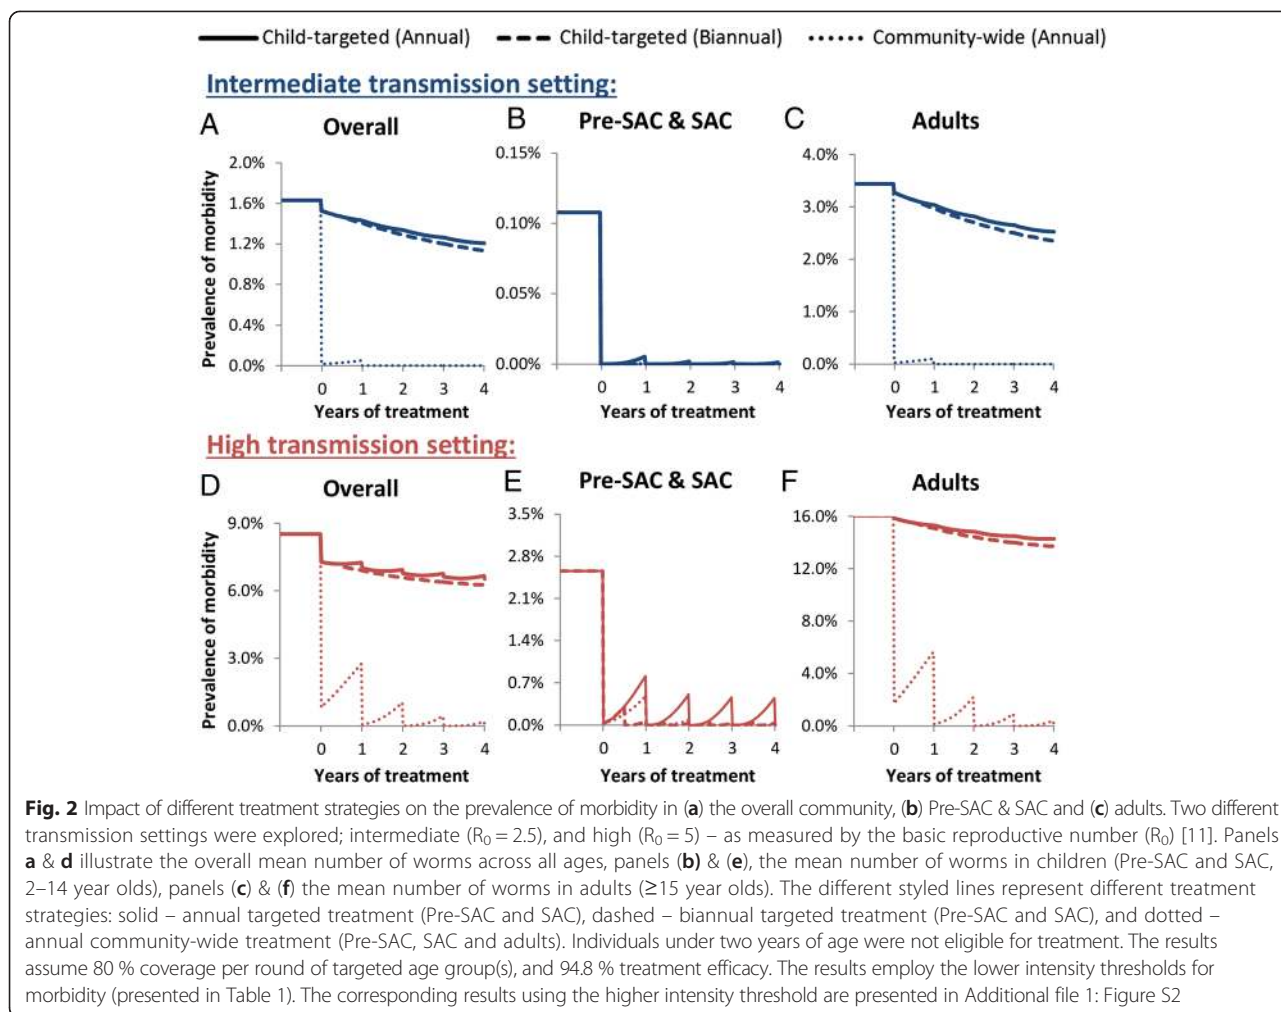 Child-targeted (Annual) Child-targeted (Biannual) Community-wide (Annual)
Intermediate transmission setting:
A Overall
B Pre-SAC & SAC
C Adults
Prevalence of morbidity
2.0%
1.6%
1.2%
0.8%
0.4%
0.0%
0 1 2 3 4
Years of treatment
0.15%
0.10%
0.05%
0.00%
0 1 2 3 4
Years of treatment
4.0%
3.0%
2.0%
1.0%
0.0%
0 1 2 3 4
Years of treatment
High transmission setting:
D Overall
E Pre-SAC & SAC
F Adults
Prevalence of morbidity
9.0%
6.0%
3.0%
0.0%
0 1 2 3 4
Years of treatment
3.5%
2.8%
2.1%
1.4%
0.7%
0.0%
0 1 2 3 4
Years of treatment
16.0%
12.0%
8.0%
4.0%
0.0%
0 1 2 3 4
Years of treatment
Fig. 2 Impact of different treatment strategies on the prevalence of morbidity in (a) the overall community, (b) Pre-SAC & SAC and (c) adults. Two different
transmission settings were explored; intermediate (R₀ = 2.5), and high (R₀ = 5) – as measured by the basic reproductive number (R₀) [11]. Panels
a & d illustrate the overall mean number of worms across all ages, panels (b) & (e), the mean number of worms in children (Pre-SAC and SAC,
2–14 year olds), panels (c) & (f) the mean number of worms in adults (≥15 year olds). The different styled lines represent different treatment
strategies: solid – annual targeted treatment (Pre-SAC and SAC), dashed – biannual targeted treatment (Pre-SAC and SAC), and dotted –
annual community-wide treatment (Pre-SAC, SAC and adults). Individuals under two years of age were not eligible for treatment. The results
assume 80 % coverage per round of targeted age group(s), and 94.8 % treatment efficacy. The results employ the lower intensity thresholds for
morbidity (presented in Table 1). The corresponding results using the higher intensity threshold are presented in Additional file 1: Figure S2